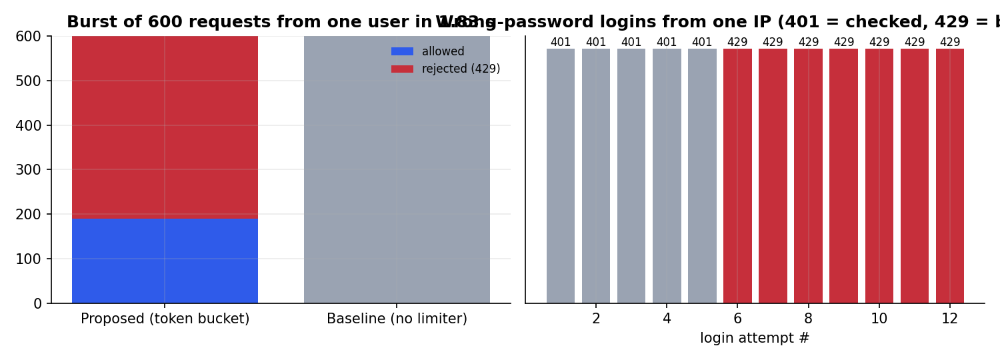 Burst of 600 requests from one user in 1.83 s
Wrong-password logins from one IP (401 = checked, 429 = b
600
500
400
300
200
100
0
allowed
rejected (429)
Proposed (token bucket)
Baseline (no limiter)
401 401 401 401 401 429 429 429 429 429 429 429
2 4 6 8 10 12
login attempt #